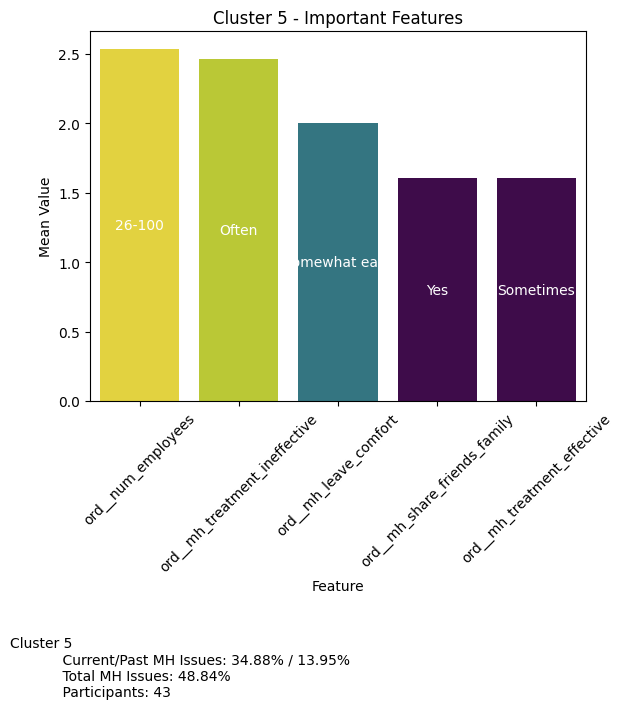 Cluster 5 - Important Features
Mean Value
2.5
2.0
1.5
1.0
0.5
0.0
26-100
Often
omewhat ea
Yes
Sometimes
ord__num_employees
ord__mh_treatment_ineffective
ord__mh_leave_comfort
ord__mh_share_friends_family
ord__mh_treatment_effective
Feature
Cluster 5
Current/Past MH Issues: 34.88% / 13.95%
Total MH Issues: 48.84%
Participants: 43